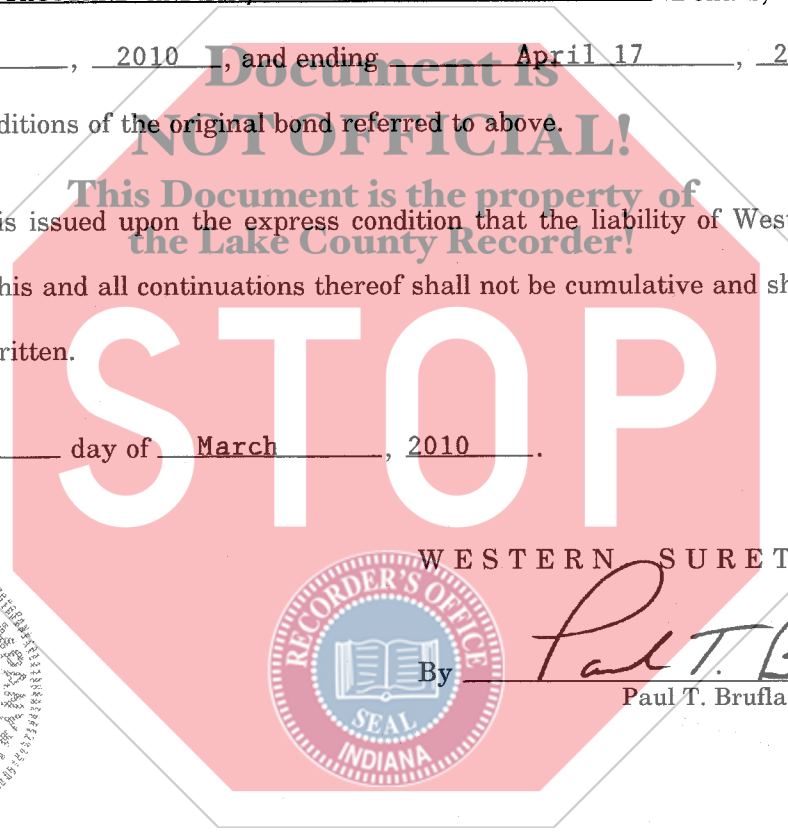 , 2010 , and ending April 17 , 2
Document is
ditions of the original bond referred to above.
NOT OFFICIAL!
This Document is the property of
is issued upon the express condition that the liability of West
the Lake County Recorder!
his and all continuations thereof shall not be cumulative and sh
ritten.
STOP
day of March , 2010 .
WESTERN SURET
RECORDER'S OFFICE
SEAL
INDIANA
By Paul T. B
Paul T. Brufla